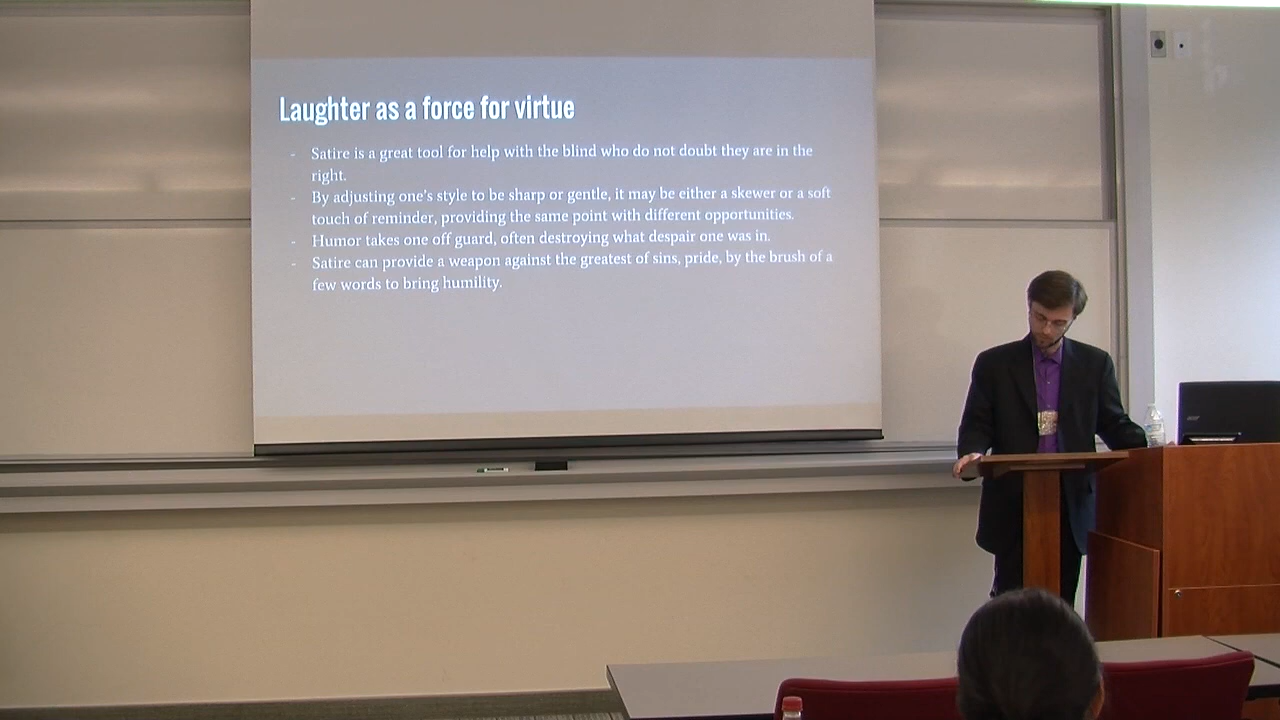 Laughter as a force for virtue
- Satire is a great tool for help with the blind who do not doubt they are in the
right.
- By adjusting one's style to be sharp or gentle, it may be either a skewer or a soft
touch of reminder, providing the same point with different opportunities.
- Humor takes one off guard, often destroying what despair one was in.
- Satire can provide a weapon against the greatest of sins, pride, by the brush of a
few words to bring humility.
acer